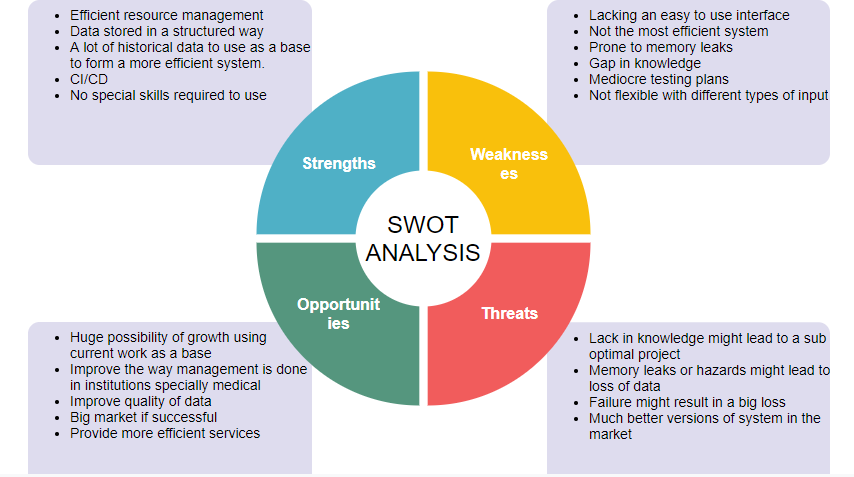 • Efficient resource management
• Data stored in a structured way
• A lot of historical data to use as a base
to form a more efficient system.
• CI/CD
• No special skills required to use
• Lacking an easy to use interface
• Not the most efficient system
• Prone to memory leaks
• Gap in knowledge
• Mediocre testing plans
• Not flexible with different types of input
Strengths
Weakness
es
SWOT
ANALYSIS
Opportunit
ies
Threats
• Huge possibility of growth using
current work as a base
• Improve the way management is done
in institutions specially medical
• Improve quality of data
• Big market if successful
• Provide more efficient services
• Lack in knowledge might lead to a sub
optimal project
• Memory leaks or hazards might lead to
loss of data
• Failure might result in a big loss
• Much better versions of system in the
market